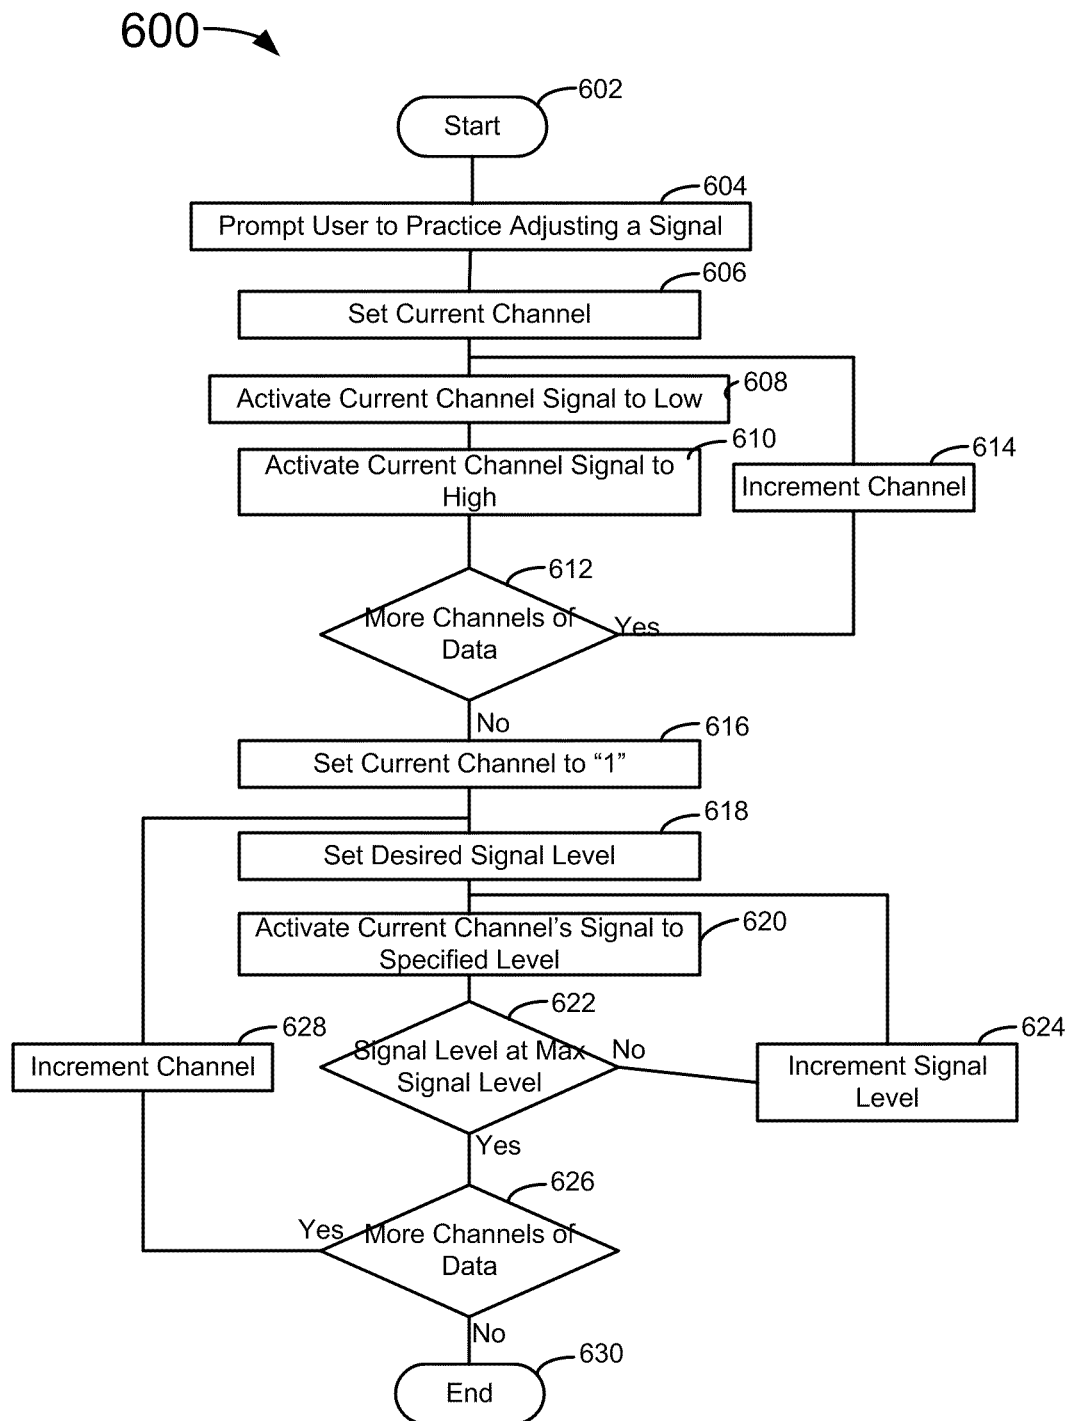 600
602
Start
604
Prompt User to Practice Adjusting a Signal
606
Set Current Channel
608
Activate Current Channel Signal to Low
610
Activate Current Channel Signal to
High
614
Increment Channel
612
More Channels of
Data
Yes
No
616
Set Current Channel to “1”
618
Set Desired Signal Level
620
Activate Current Channel’s Signal to
Specified Level
622
Signal Level at Max
Signal Level
No
624
Increment Signal
Level
628
Increment Channel
Yes
626
More Channels of
Data
Yes
No
630
End